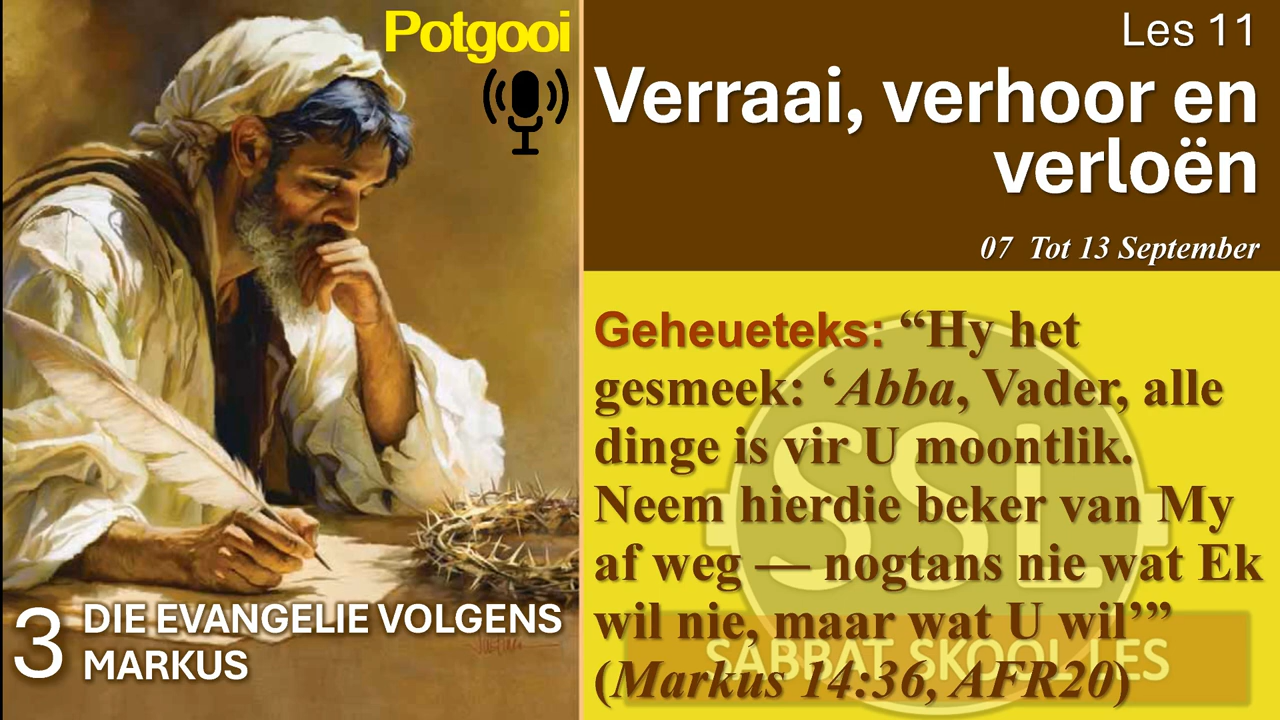 Potgooi
3 DIE EVANGELIE VOLGENS
MARKUS
Les 11
Verraai, verhoor en
verloën
07 Tot 13 September
Geheueteks: “Hy het
gesmeek: ‘Abba, Vader, alle
dinge is vir U moontlik.
Neem hierdie beker van My
af weg — nogtans nie wat Ek
wil nie, maar wat U wil’”
(Markus 14:36, AFR20)
SSL
SABBAT SKOOL LES